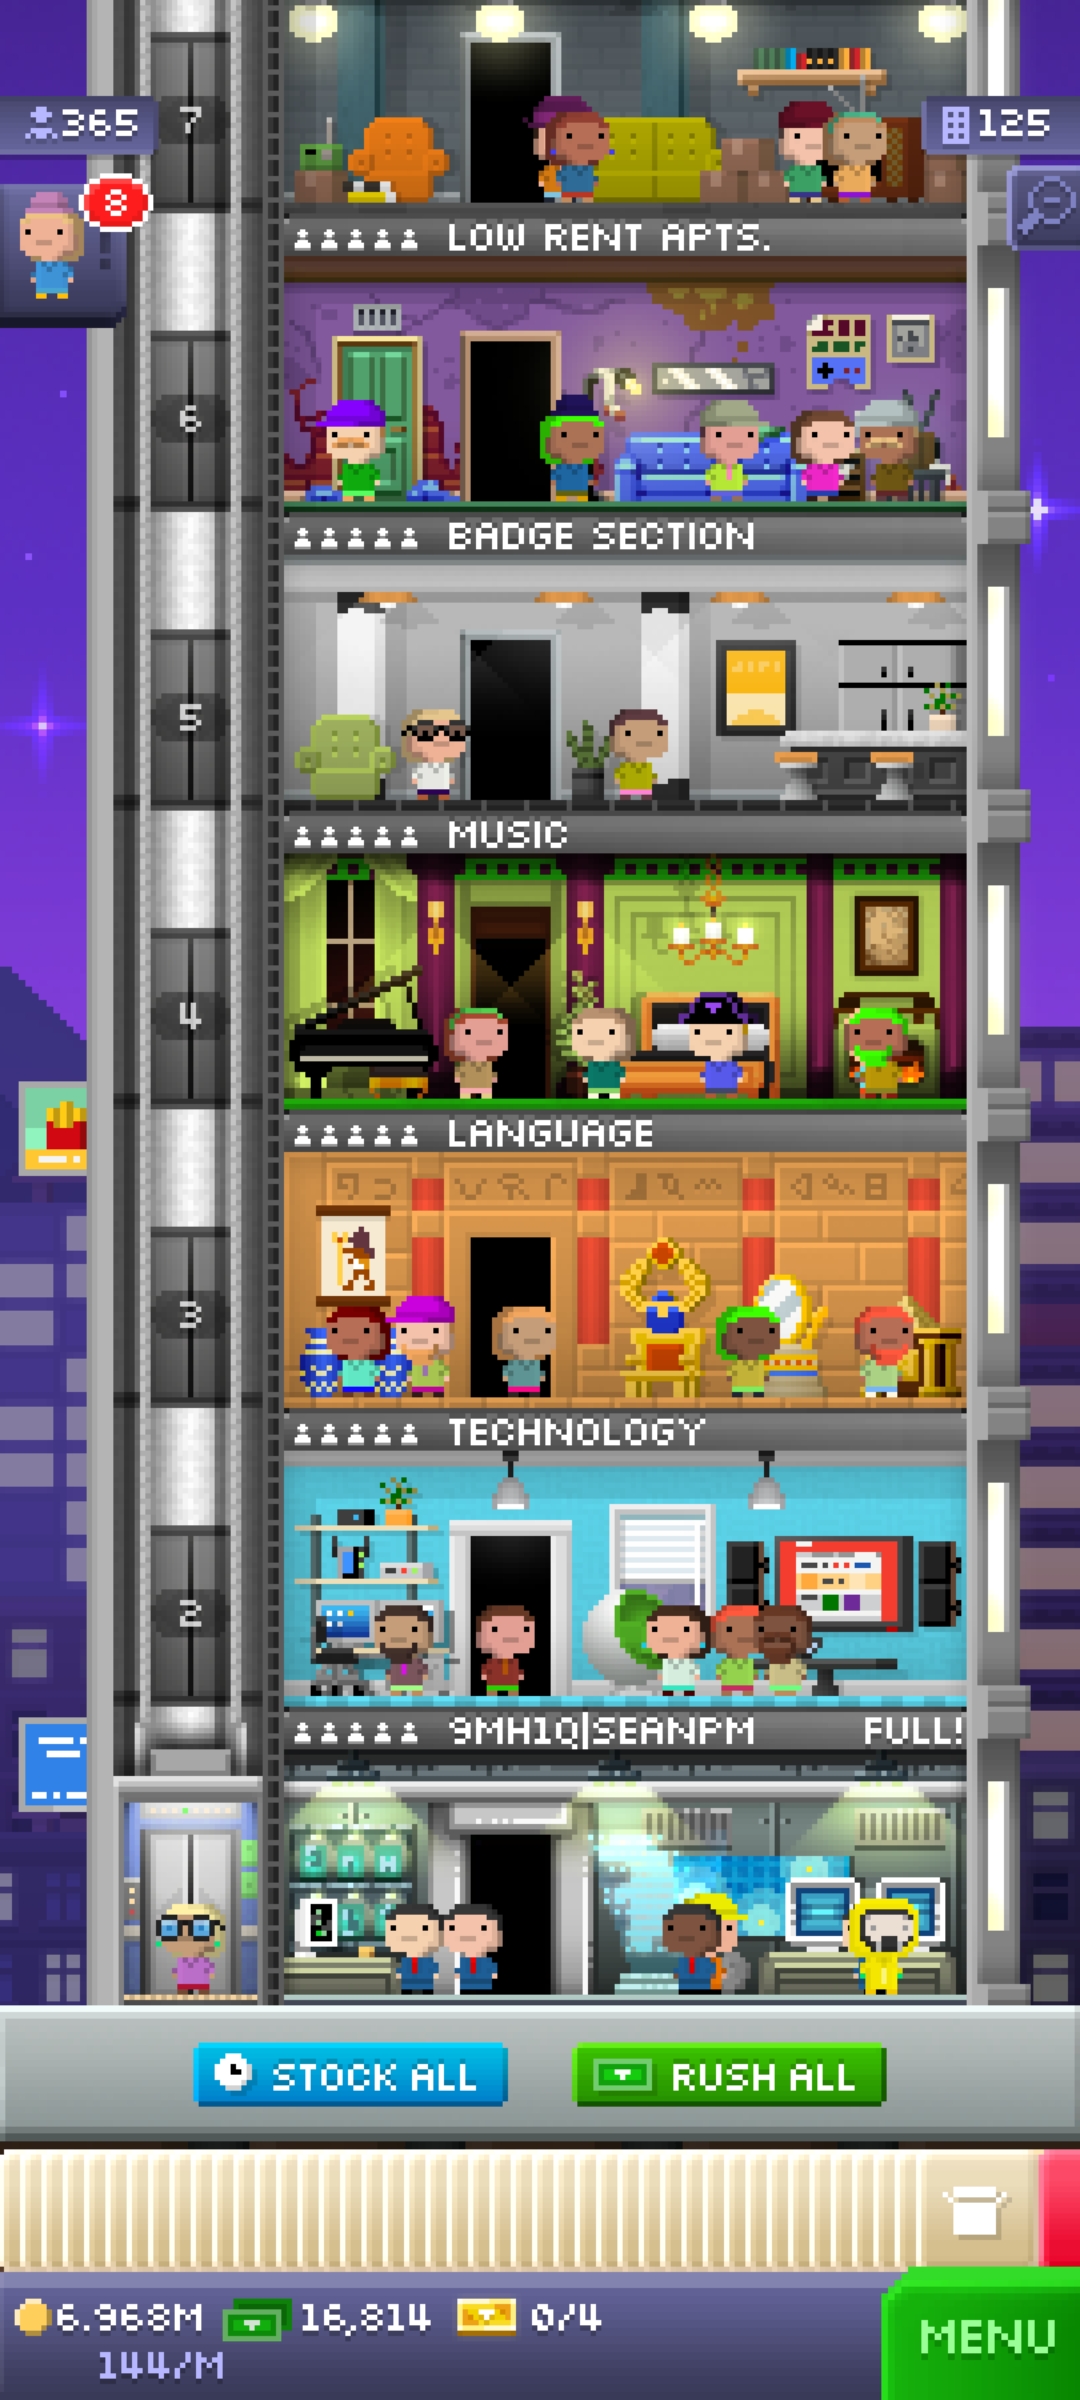 7
365
125
8
LOW RENT APTS.
6
BADGE SECTION
5
MUSIC
4
LANGUAGE
3
TECHNOLOGY
2
9MH1Q|SEANPM FULL!
STOCK ALL
RUSH ALL
6.968M 16,814 0/4
144/M
MENU